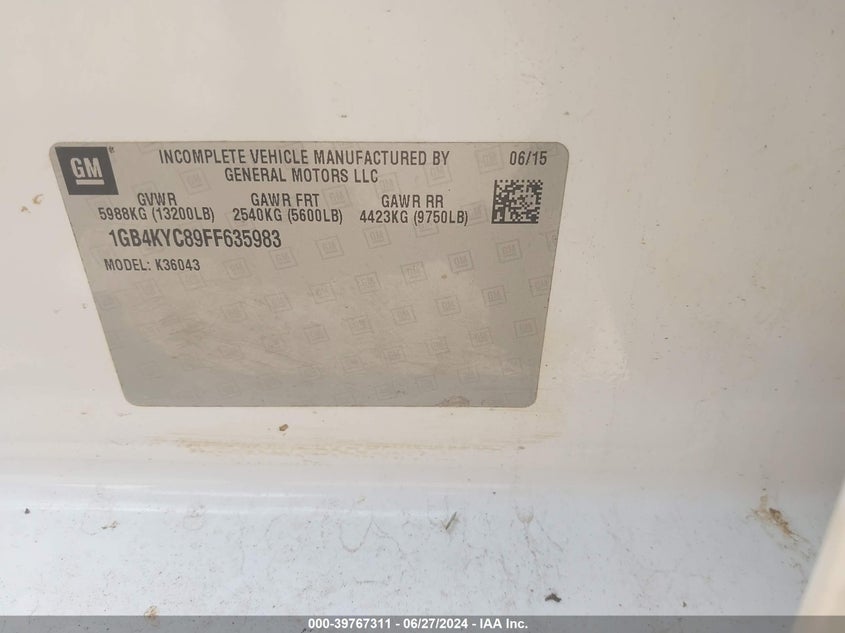 GM
INCOMPLETE VEHICLE MANUFACTURED BY 06/15
GENERAL MOTORS LLC
GVWR GAWR FRT GAWR RR
5988KG (13200LB) 2540KG (5600LB) 4423KG (9750LB)
1GB4KYC89FF635983
MODEL: K36043
000-39767311 - 06/27/2024 - IAA Inc.